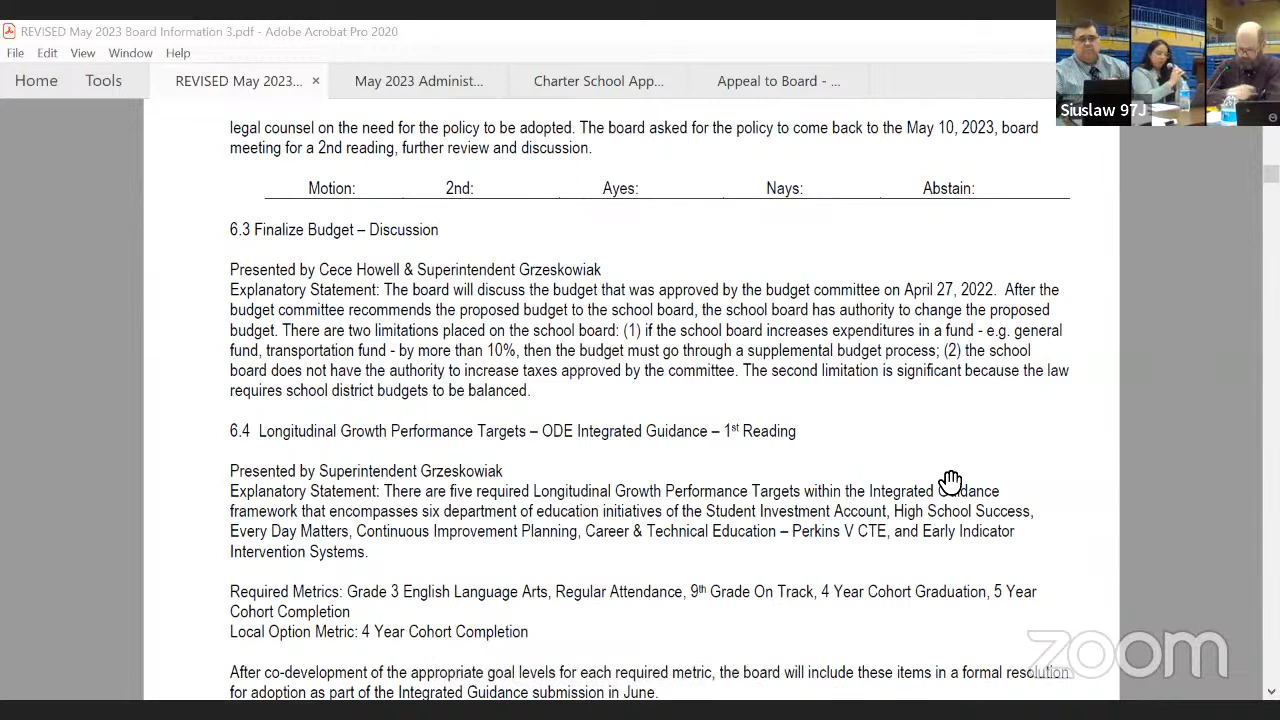 REVISED May 2023 Board Information 3.pdf - Adobe Acrobat Pro 2020
File Edit View Window Help
Home Tools REVISED May 2023... × May 2023 Administ... Charter School App... Appeal to Board - ...
Siuslaw 97J
legal counsel on the need for the policy to be adopted. The board asked for the policy to come back to the May 10, 2023, board
meeting for a 2nd reading, further review and discussion.
Motion: 2nd: Ayes: Nays: Abstain:
6.3 Finalize Budget – Discussion
Presented by Cece Howell & Superintendent Grzeskowiak
Explanatory Statement: The board will discuss the budget that was approved by the budget committee on April 27, 2022. After the
budget committee recommends the proposed budget to the school board, the school board has authority to change the proposed
budget. There are two limitations placed on the school board: (1) if the school board increases expenditures in a fund - e.g. general
fund, transportation fund - by more than 10%, then the budget must go through a supplemental budget process; (2) the school
board does not have the authority to increase taxes approved by the committee. The second limitation is significant because the law
requires school district budgets to be balanced.
6.4 Longitudinal Growth Performance Targets – ODE Integrated Guidance – 1st Reading
Presented by Superintendent Grzeskowiak
Explanatory Statement: There are five required Longitudinal Growth Performance Targets within the Integrated Guidance
framework that encompasses six department of education initiatives of the Student Investment Account, High School Success,
Every Day Matters, Continuous Improvement Planning, Career & Technical Education – Perkins V CTE, and Early Indicator
Intervention Systems.
Required Metrics: Grade 3 English Language Arts, Regular Attendance, 9th Grade On Track, 4 Year Cohort Graduation, 5 Year
Cohort Completion
Local Option Metric: 4 Year Cohort Completion
After co-development of the appropriate goal levels for each required metric, the board will include these items in a formal resolution
for adoption as part of the Integrated Guidance submission in June.
zoom